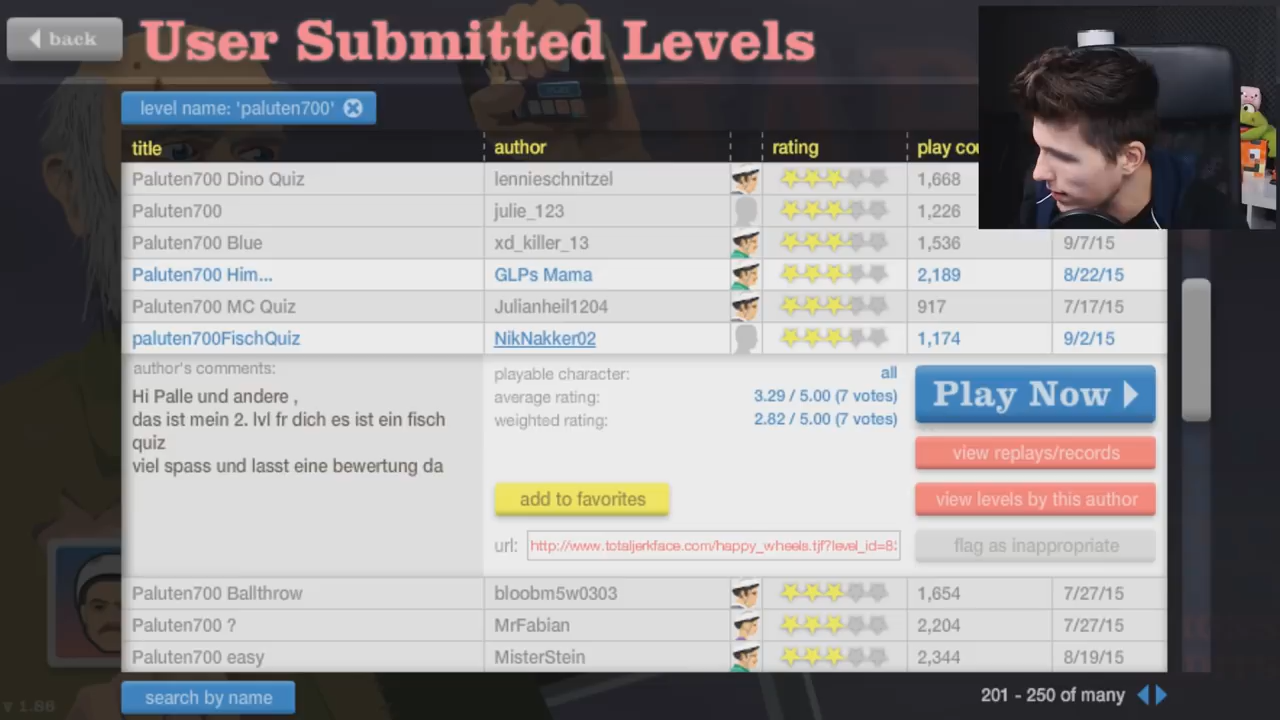 back
User Submitted Levels
level name: 'paluten700'
title author rating play cou
Paluten700 Dino Quiz lennieschnitzel 1,668
Paluten700 julie_123 1,226
Paluten700 Blue xd_killer_13 1,536 9/7/15
Paluten700 Him... GLPs Mama 2,189 8/22/15
Paluten700 MC Quiz Julianheil1204 917 7/17/15
paluten700FischQuiz NikNakker02 1,174 9/2/15
author's comments:
Hi Palle und andere ,
das ist mein 2. lvl fr dich es ist ein fisch
quiz
viel spass und lasst eine bewertung da
playable character: all
average rating: 3.29 / 5.00 (7 votes)
weighted rating: 2.82 / 5.00 (7 votes)
add to favorites
url: http://www.totaljerkface.com/happy_wheels.tjf?level_id=8
Play Now
view replays/records
view levels by this author
flag as inappropriate
Paluten700 Ballthrow bloobm5w0303 1,654 7/27/15
Paluten700 ? MrFabian 2,204 7/27/15
Paluten700 easy MisterStein 2,344 8/19/15
v 1.86
search by name
201 - 250 of many